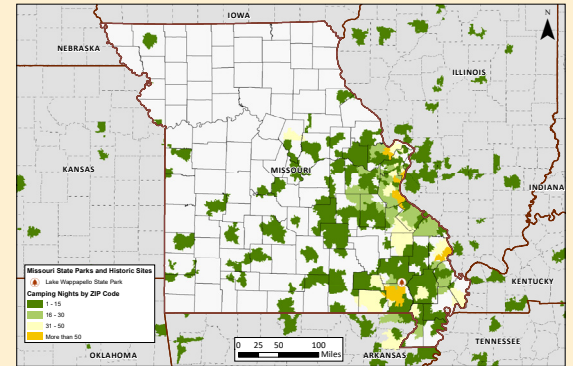 IOWA
N
NEBRASKA
ILLINOIS
KANSAS
MISSOURI
INDIANA
Missouri State Parks and Historic Sites
Lake Wappapello State Park
Camping Nights by ZIP Code
1 - 15
16 - 30
31 - 50
More than 50
KENTUCKY
0 25 50 100
Miles
TENNESSEE
OKLAHOMA
ARKANSAS